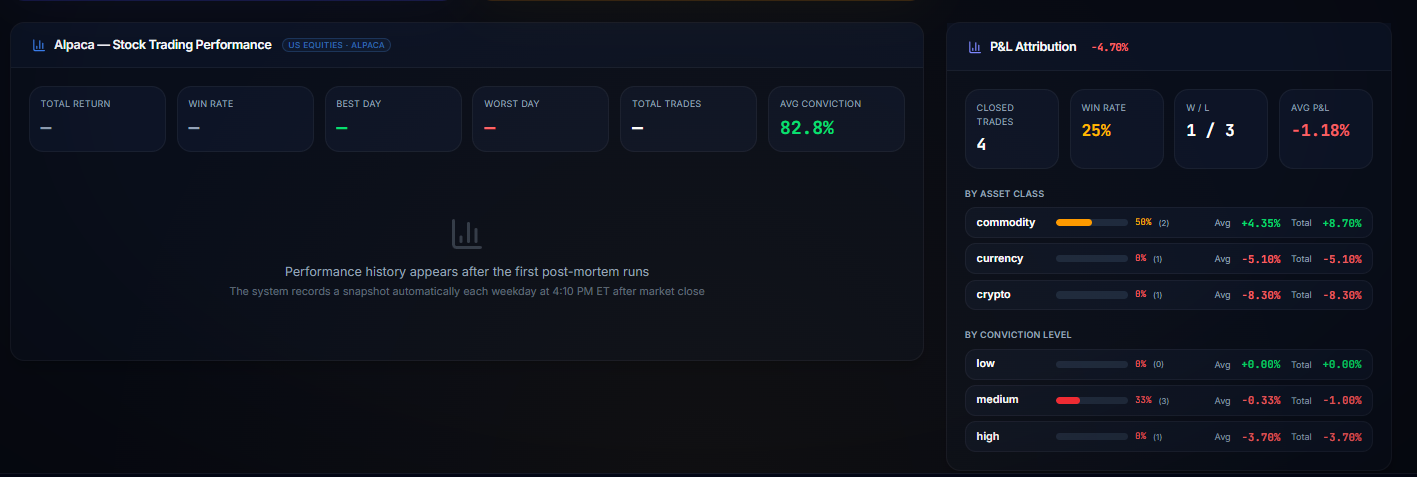 Alpaca — Stock Trading Performance US EQUITIES · ALPACA
TOTAL RETURN WIN RATE BEST DAY WORST DAY TOTAL TRADES AVG CONVICTION
— — — — — 82.8%
Performance history appears after the first post-mortem runs
The system records a snapshot automatically each weekday at 4:10 PM ET after market close
P&L Attribution -4.70%
CLOSED TRADES WIN RATE W / L AVG P&L
4 25% 1 / 3 -1.18%
BY ASSET CLASS
commodity 50% (2) Avg +4.35% Total +8.70%
currency 0% (1) Avg -5.10% Total -5.10%
crypto 0% (1) Avg -8.30% Total -8.30%
BY CONVICTION LEVEL
low 0% (0) Avg +0.00% Total +0.00%
medium 33% (3) Avg -0.33% Total -1.00%
high 0% (1) Avg -3.70% Total -3.70%